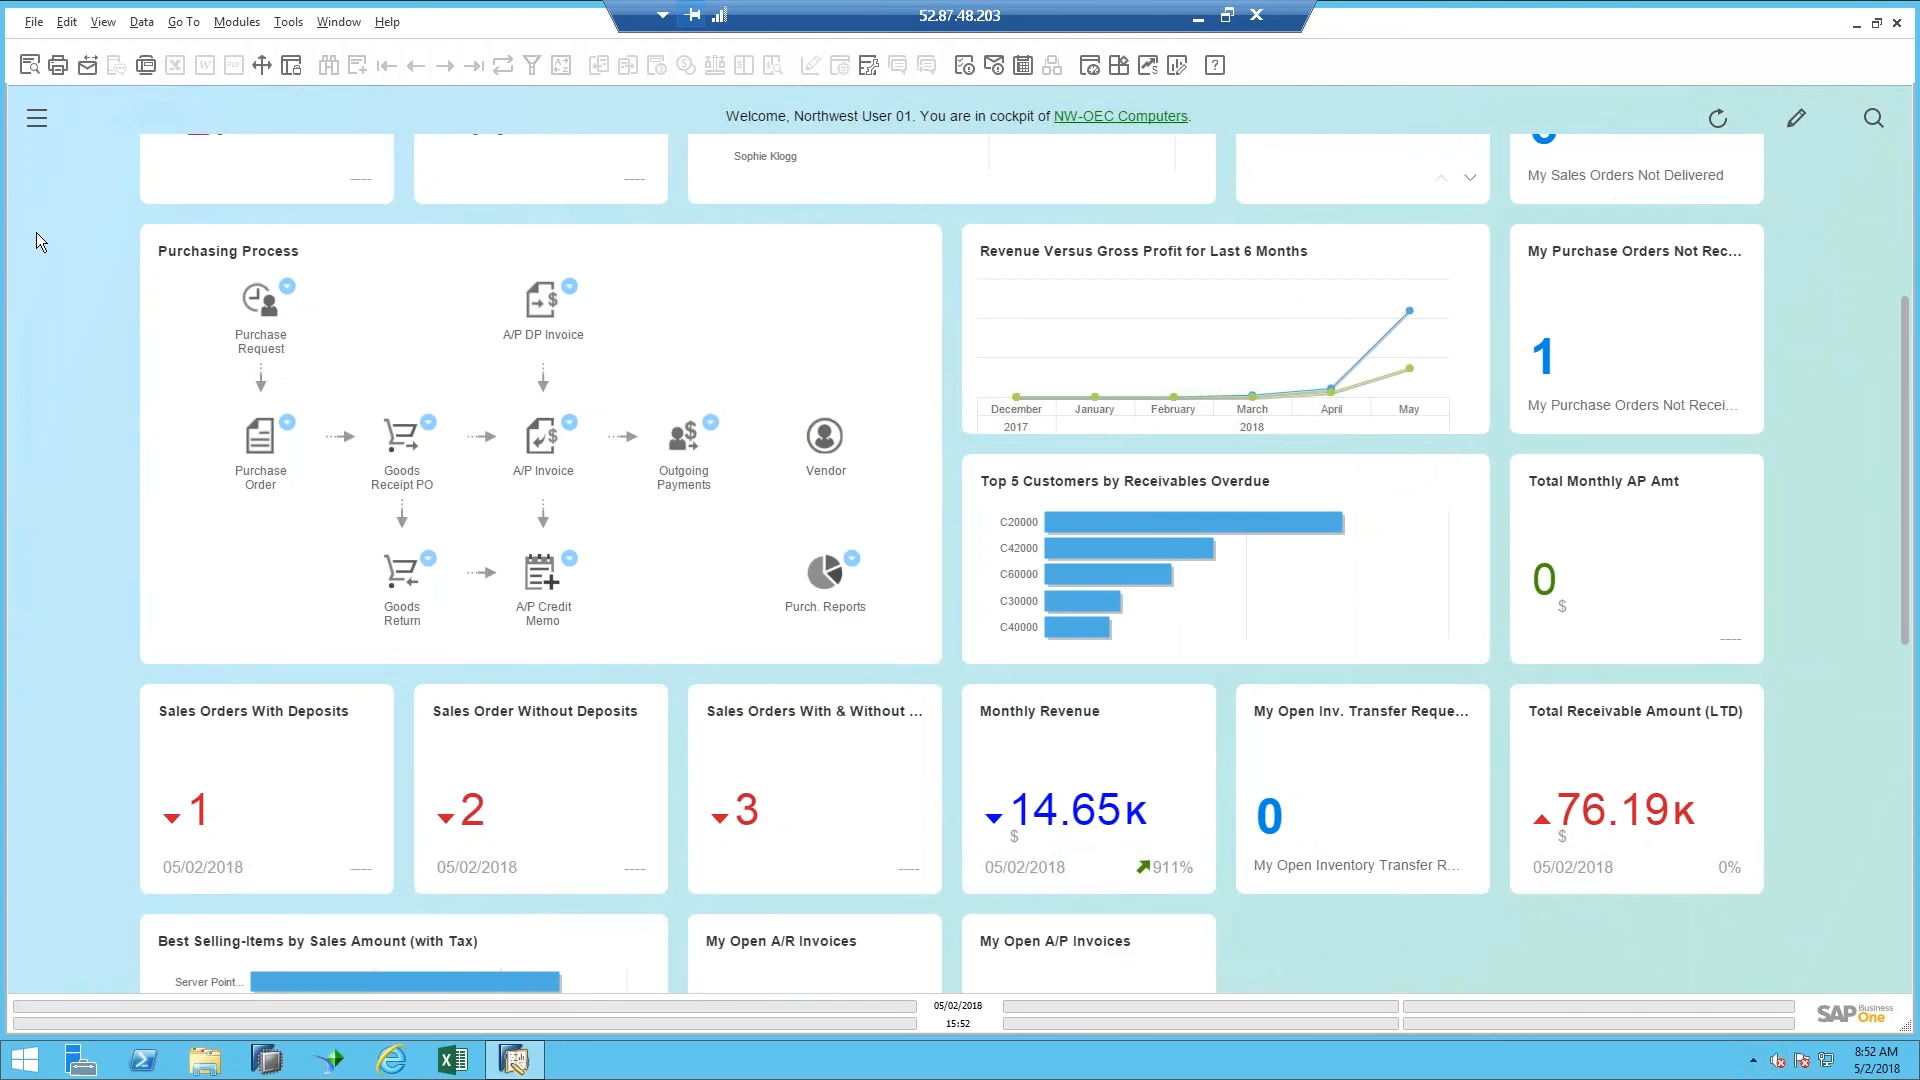 52.87.48.203
File Edit View Data Go To Modules Tools Window Help
Welcome, Northwest User 01. You are in cockpit of NW-OEC Computers.
Sophie Klogg
My Sales Orders Not Delivered
Purchasing Process
Purchase
Request
A/P DP Invoice
Purchase
Order
Goods
Receipt PO
A/P Invoice
Outgoing
Payments
Vendor
Goods
Return
A/P Credit
Memo
Purch. Reports
Revenue Versus Gross Profit for Last 6 Months
December January February March April May
2017 2018
My Purchase Orders Not Rec...
1
My Purchase Orders Not Recei...
Top 5 Customers by Receivables Overdue
C20000
C42000
C60000
C30000
C40000
Total Monthly AP Amt
0
$
----
Sales Orders With Deposits
1
05/02/2018 ----
Sales Order Without Deposits
2
05/02/2018 ----
Sales Orders With & Without ...
3
----
Monthly Revenue
14.65K
$
05/02/2018 911%
My Open Inv. Transfer Reque...
0
My Open Inventory Transfer R...
Total Receivable Amount (LTD)
76.19K
$
05/02/2018 0%
Best Selling-Items by Sales Amount (with Tax)
Server Point...
My Open A/R Invoices
My Open A/P Invoices
05/02/2018
15:52
SAP Business One
8:52 AM
5/2/2018